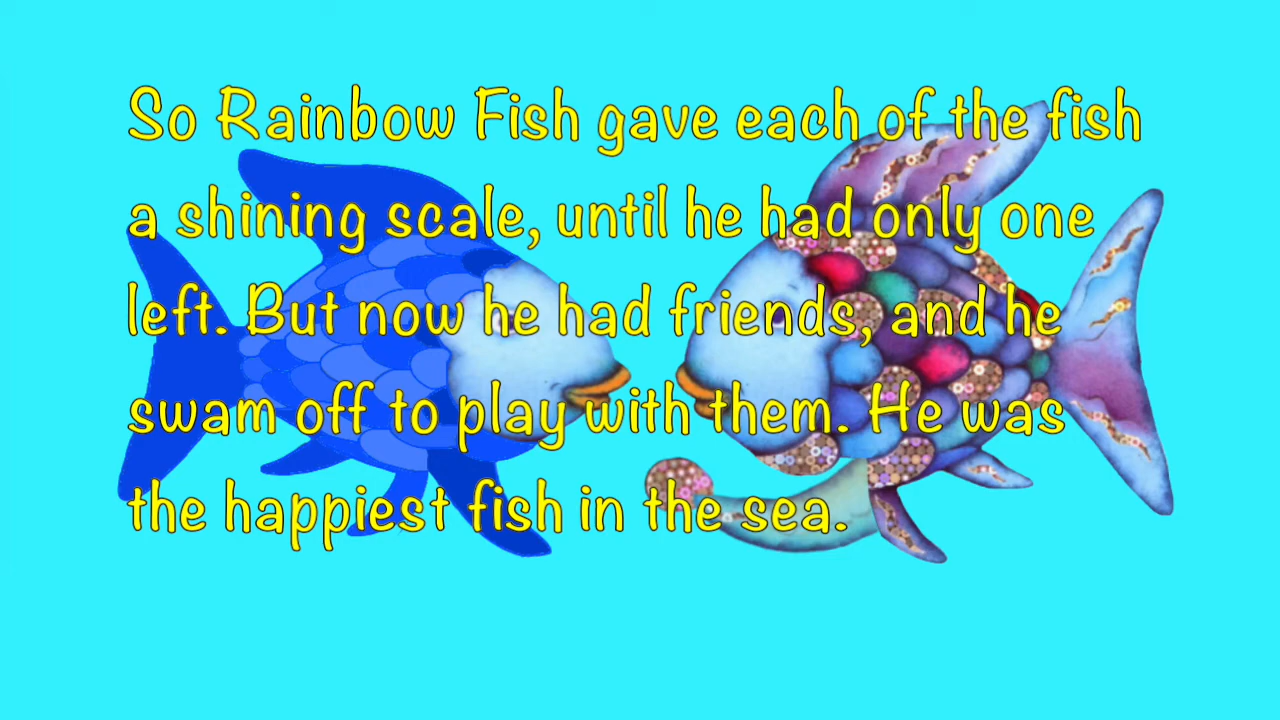 So Rainbow Fish gave each of the fish
a shining scale, until he had only one
left. But now he had friends, and he
swam off to play with them. He was
the happiest fish in the sea.